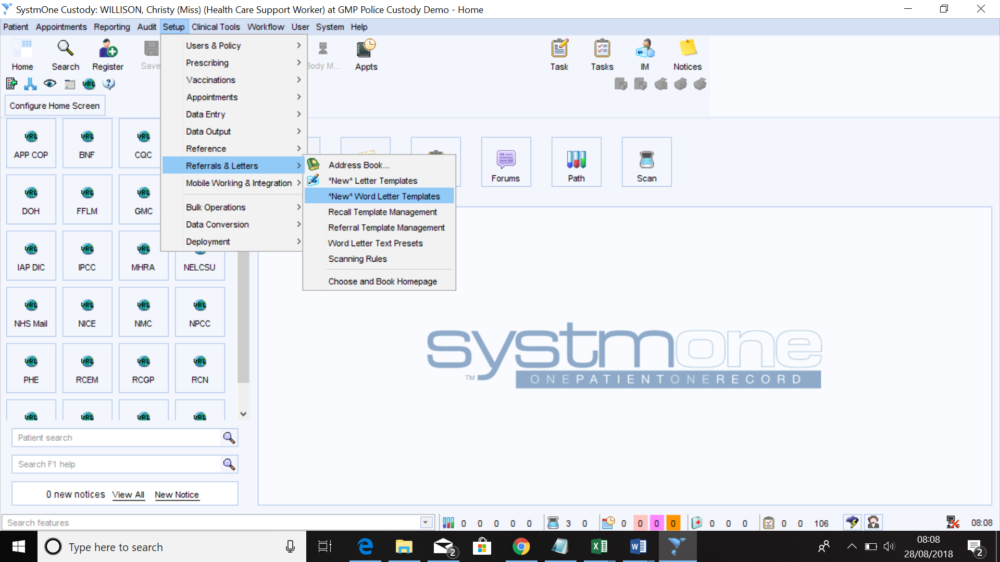 SystmOne Custody: WILLISON, Christy (Miss) (Health Care Support Worker) at GMP Police Custody Demo - Home
Patient Appointments Reporting Audit Setup Clinical Tools Workflow User System Help
Home Search Register Save Body M... Appts Task Tasks IM Notices
Configure Home Screen
Users & Policy
Prescribing
Vaccinations
Appointments
Data Entry
Data Output
Reference
Referrals & Letters
Mobile Working & Integration
Bulk Operations
Data Conversion
Deployment
Address Book...
*New* Letter Templates
*New* Word Letter Templates
Recall Template Management
Referral Template Management
Word Letter Text Presets
Scanning Rules
Choose and Book Homepage
URL URL URL
APP COP BNF CQC
URL URL URL
DOH FFLM GMC
URL URL URL
IAP DIC IPCC MHRA NELCSU
URL URL URL URL
NHS Mail NICE NMC NPCC
URL URL URL URL
PHE RCEM RCGP RCN
URL URL URL URL
Forums Path Scan
systmone
TM
ONEPATIENTONERECORD
Patient search
Search F1 help
0 new notices View All New Notice
Search features
0 0 0 0 0 3 0 0 0 0 0 0 0 0 0 0 106 08:08
Type here to search
2
08:08
28/08/2018
2